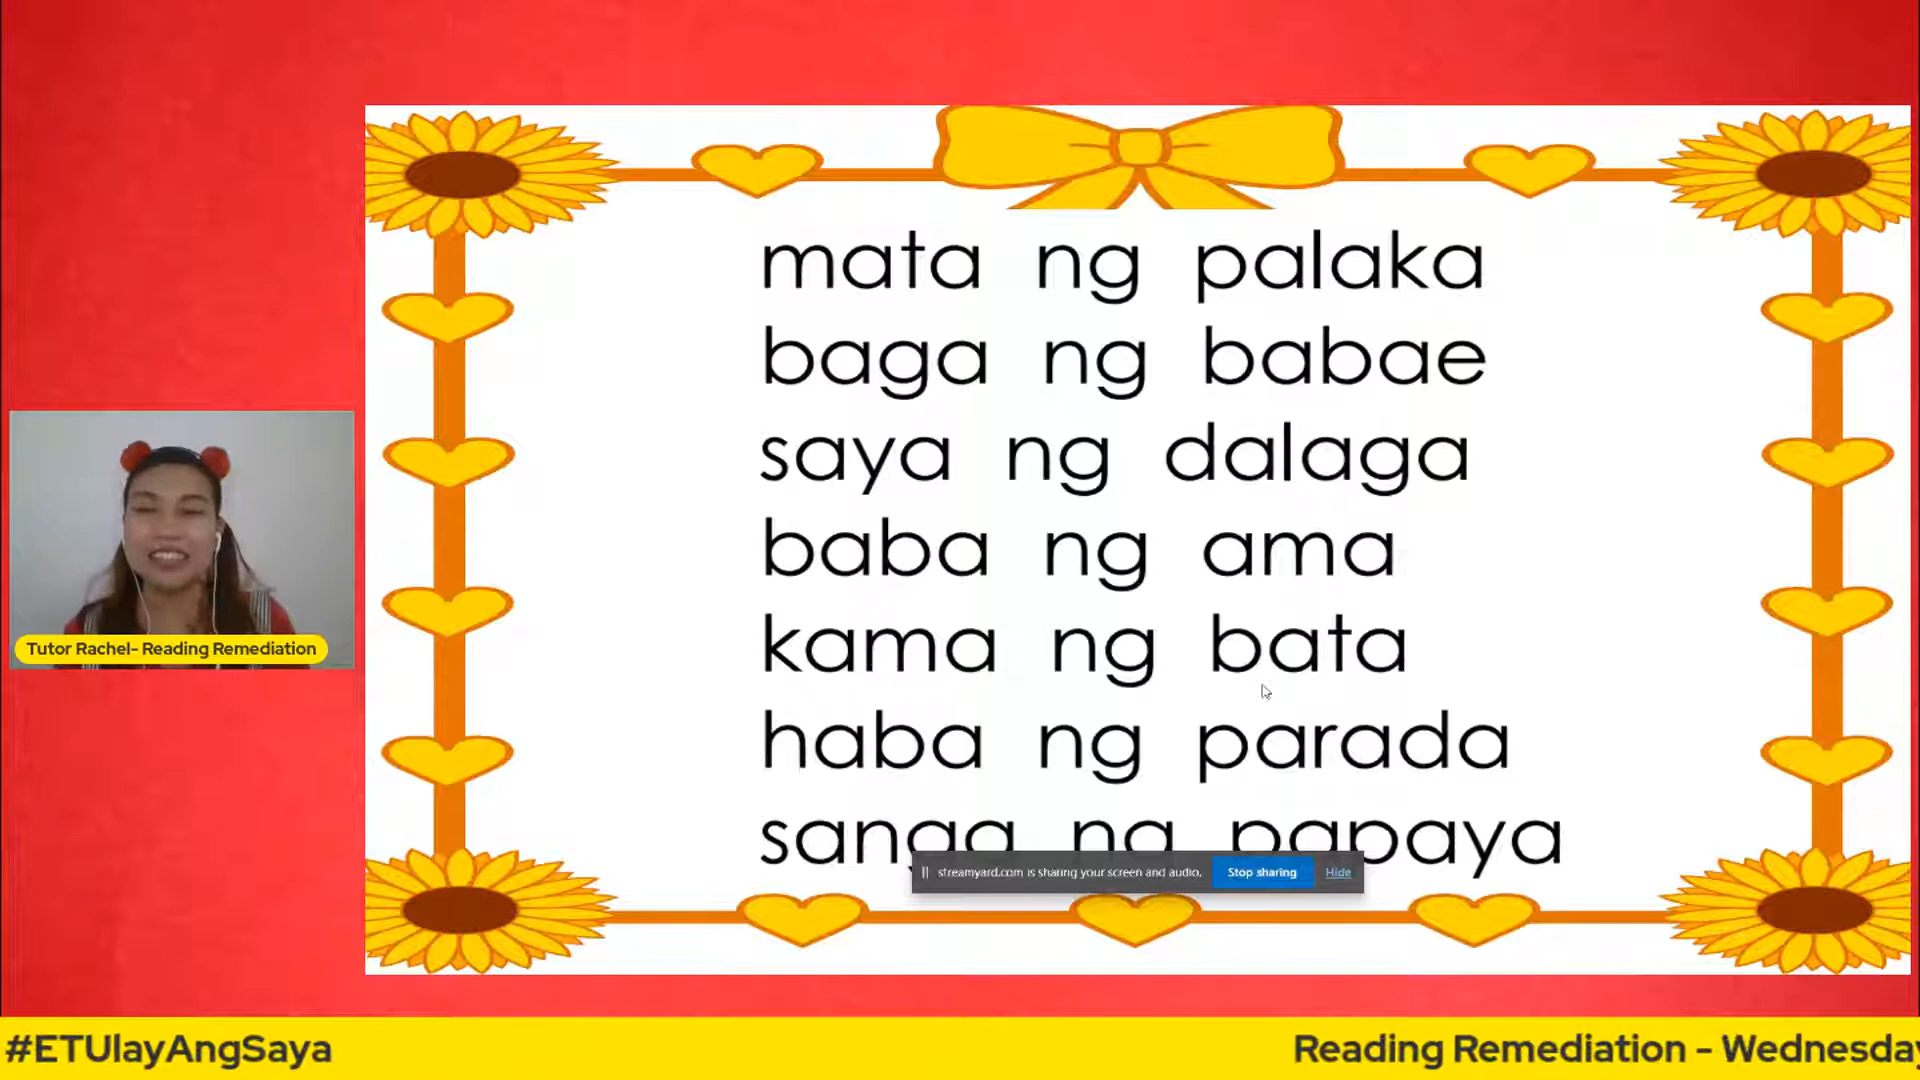 mata ng palaka
baga ng babae
saya ng dalaga
baba ng ama
kama ng bata
haba ng parada
sanga ng papaya
streamyard.com is sharing your screen and audio. Stop sharing Hide
Tutor Rachel- Reading Remediation
#ETUlayAngSaya
Reading Remediation - Wednesday